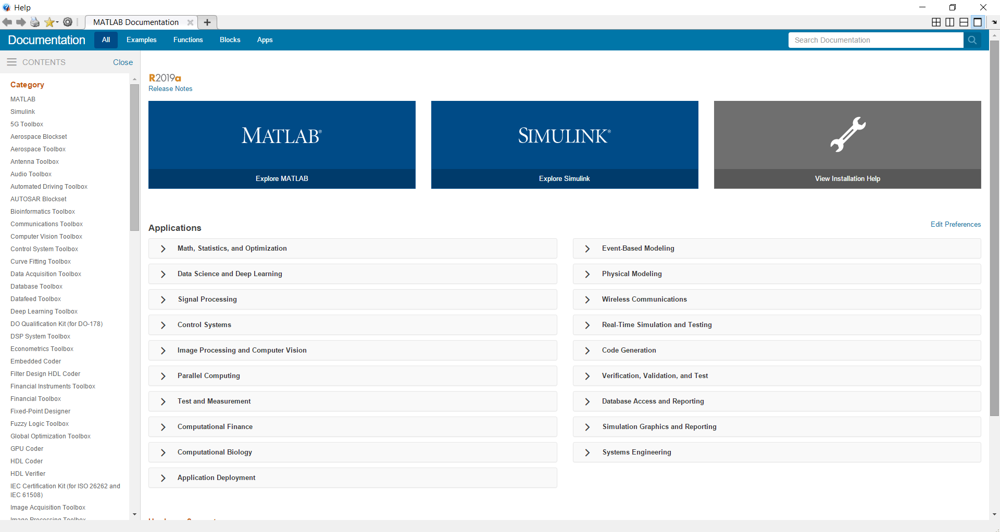 Help
MATLAB Documentation
Documentation
All
Examples
Functions
Blocks
Apps
Search Documentation
CONTENTS
Close
Category
MATLAB
Simulink
5G Toolbox
Aerospace Blockset
Aerospace Toolbox
Antenna Toolbox
Audio Toolbox
Automated Driving Toolbox
AUTOSAR Blockset
Bioinformatics Toolbox
Communications Toolbox
Computer Vision Toolbox
Control System Toolbox
Curve Fitting Toolbox
Data Acquisition Toolbox
Database Toolbox
Datafeed Toolbox
Deep Learning Toolbox
DO Qualification Kit (for DO-178)
DSP System Toolbox
Econometrics Toolbox
Embedded Coder
Filter Design HDL Coder
Financial Instruments Toolbox
Financial Toolbox
Fixed-Point Designer
Fuzzy Logic Toolbox
Global Optimization Toolbox
GPU Coder
HDL Coder
HDL Verifier
IEC Certification Kit (for ISO 26262 and
IEC 61508)
Image Acquisition Toolbox
Image Processing Toolbox
R2019a
Release Notes
MATLAB®
Explore MATLAB
SIMULINK®
Explore Simulink
View Installation Help
Applications
Edit Preferences
Math, Statistics, and Optimization
Data Science and Deep Learning
Signal Processing
Control Systems
Image Processing and Computer Vision
Parallel Computing
Test and Measurement
Computational Finance
Computational Biology
Application Deployment
Event-Based Modeling
Physical Modeling
Wireless Communications
Real-Time Simulation and Testing
Code Generation
Verification, Validation, and Test
Database Access and Reporting
Simulation Graphics and Reporting
Systems Engineering